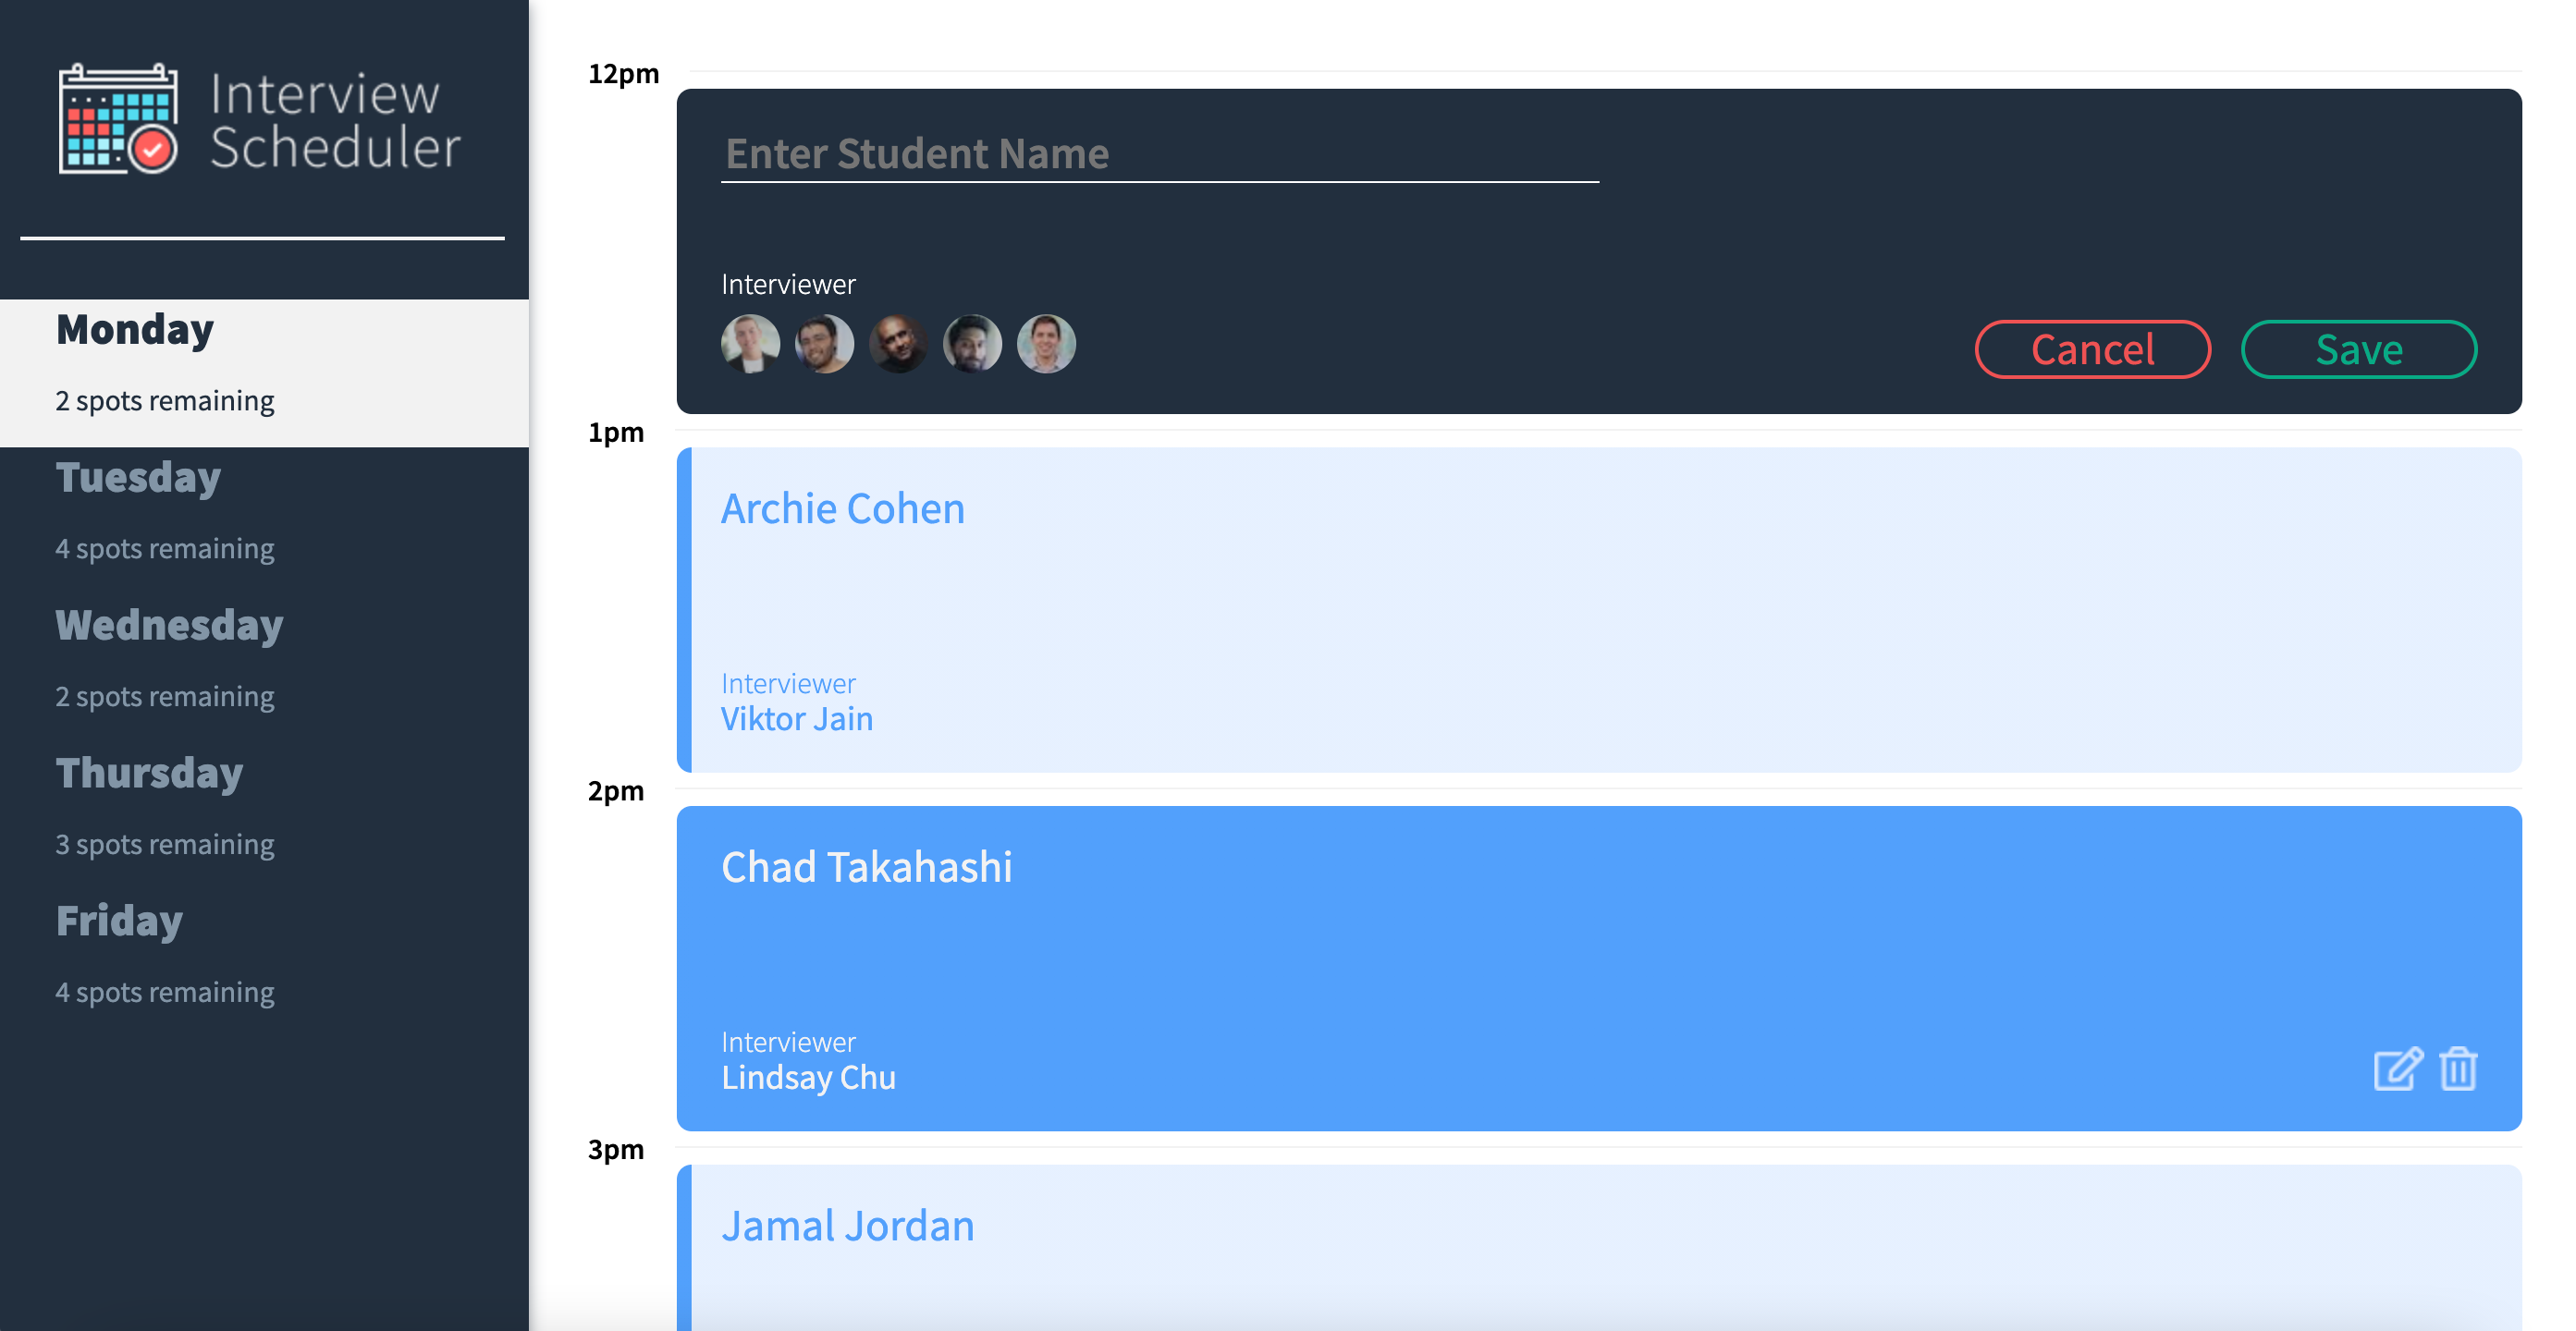 Interview
Scheduler
Monday
2 spots remaining
Tuesday
4 spots remaining
Wednesday
2 spots remaining
Thursday
3 spots remaining
Friday
4 spots remaining
12pm
Enter Student Name
Interviewer
Cancel
Save
1pm
Archie Cohen
Interviewer
Viktor Jain
2pm
Chad Takahashi
Interviewer
Lindsay Chu
3pm
Jamal Jordan